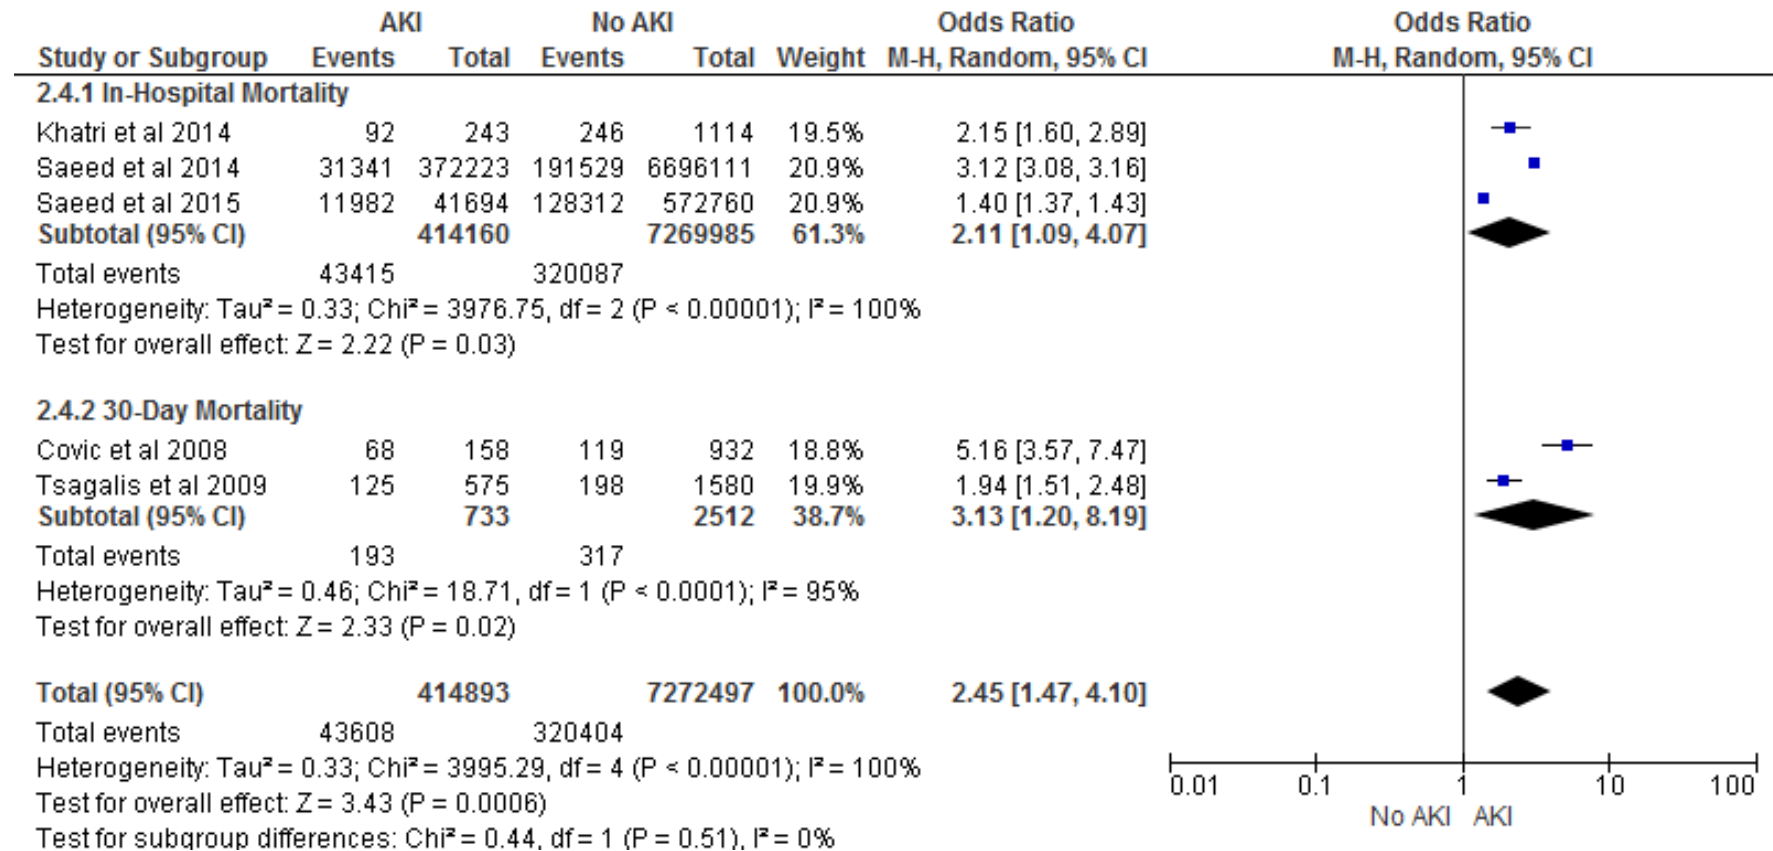 AKI No AKI Odds Ratio Odds Ratio
Study or Subgroup Events Total Events Total Weight M-H, Random, 95% CI M-H, Random, 95% CI
2.4.1 In-Hospital Mortality
Khatri et al 2014 92 243 246 1114 19.5% 2.15 [1.60, 2.89]
Saeed et al 2014 31341 372223 191529 6696111 20.9% 3.12 [3.08, 3.16]
Saeed et al 2015 11982 41694 128312 572760 20.9% 1.40 [1.37, 1.43]
Subtotal (95% CI) 414160 7269985 61.3% 2.11 [1.09, 4.07]
Total events 43415 320087
Heterogeneity: Tau² = 0.33; Chi² = 3976.75, df = 2 (P < 0.00001); I² = 100%
Test for overall effect: Z = 2.22 (P = 0.03)
2.4.2 30-Day Mortality
Covic et al 2008 68 158 119 932 18.8% 5.16 [3.57, 7.47]
Tsagalis et al 2009 125 575 198 1580 19.9% 1.94 [1.51, 2.48]
Subtotal (95% CI) 733 2512 38.7% 3.13 [1.20, 8.19]
Total events 193 317
Heterogeneity: Tau² = 0.46; Chi² = 18.71, df = 1 (P < 0.0001); I² = 95%
Test for overall effect: Z = 2.33 (P = 0.02)
Total (95% CI) 414893 7272497 100.0% 2.45 [1.47, 4.10]
Total events 43608 320404
Heterogeneity: Tau² = 0.33; Chi² = 3995.29, df = 4 (P < 0.00001); I² = 100%
Test for overall effect: Z = 3.43 (P = 0.0006)
Test for subgroup differences: Chi² = 0.44, df = 1 (P = 0.51), I² = 0%
0.01 0.1 1 10 100
No AKI AKI